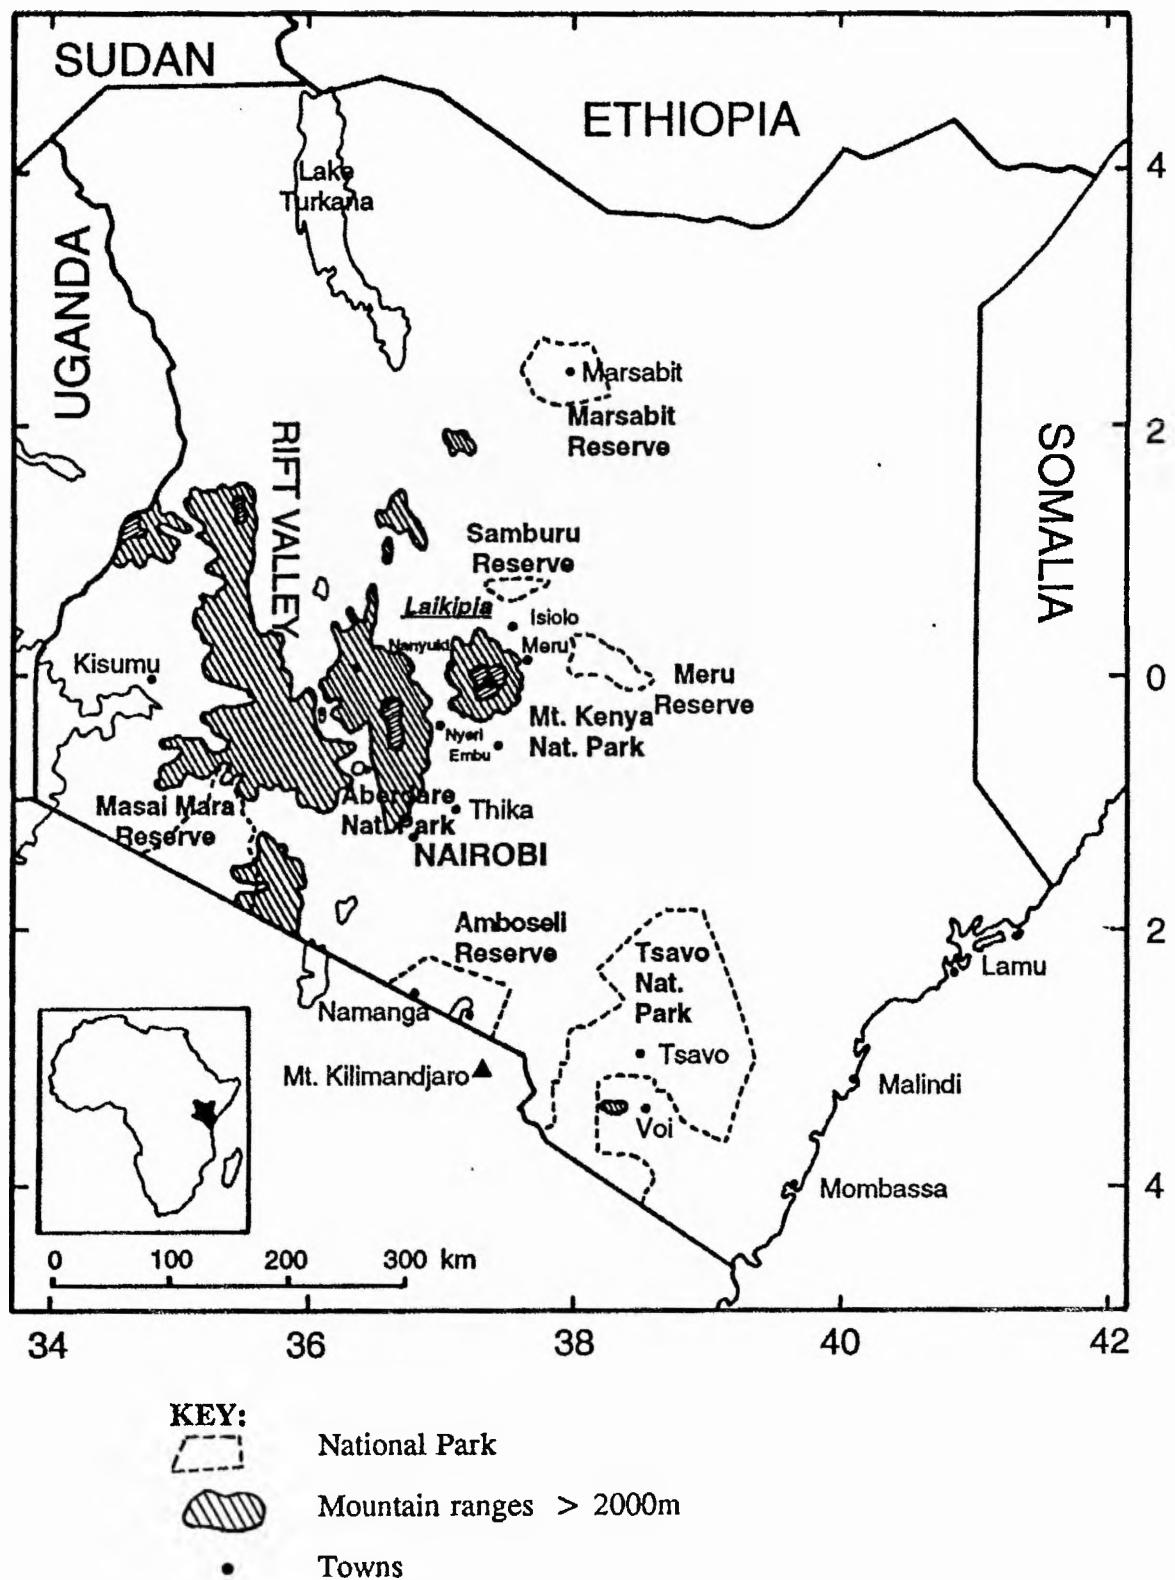 SUDAN
ETHIOPIA
Lake
Turkana
4
UGANDA
Marsabit
Marsabit
Reserve
2
RIFT VALLEY
SOMALIA
Samburu
Reserve
Laikipia
Isiolo
Nanyuki
Meru
Kisumu
0
Meru
Reserve
Mt. Kenya
Nat. Park
Nyeri
Embu
Masai Mara
Reserve
Aberdare
Nat. Park
Thika
NAIROBI
Amboseli
Reserve
Tsavo
Nat.
Park
2
Lamu
Namanga
Tsavo
Mt. Kilimandjaro
Malindi
Voi
Mombassa
4
0 100 200 300 km
34 36 38 40 42
KEY:
National Park
Mountain ranges > 2000m
Towns